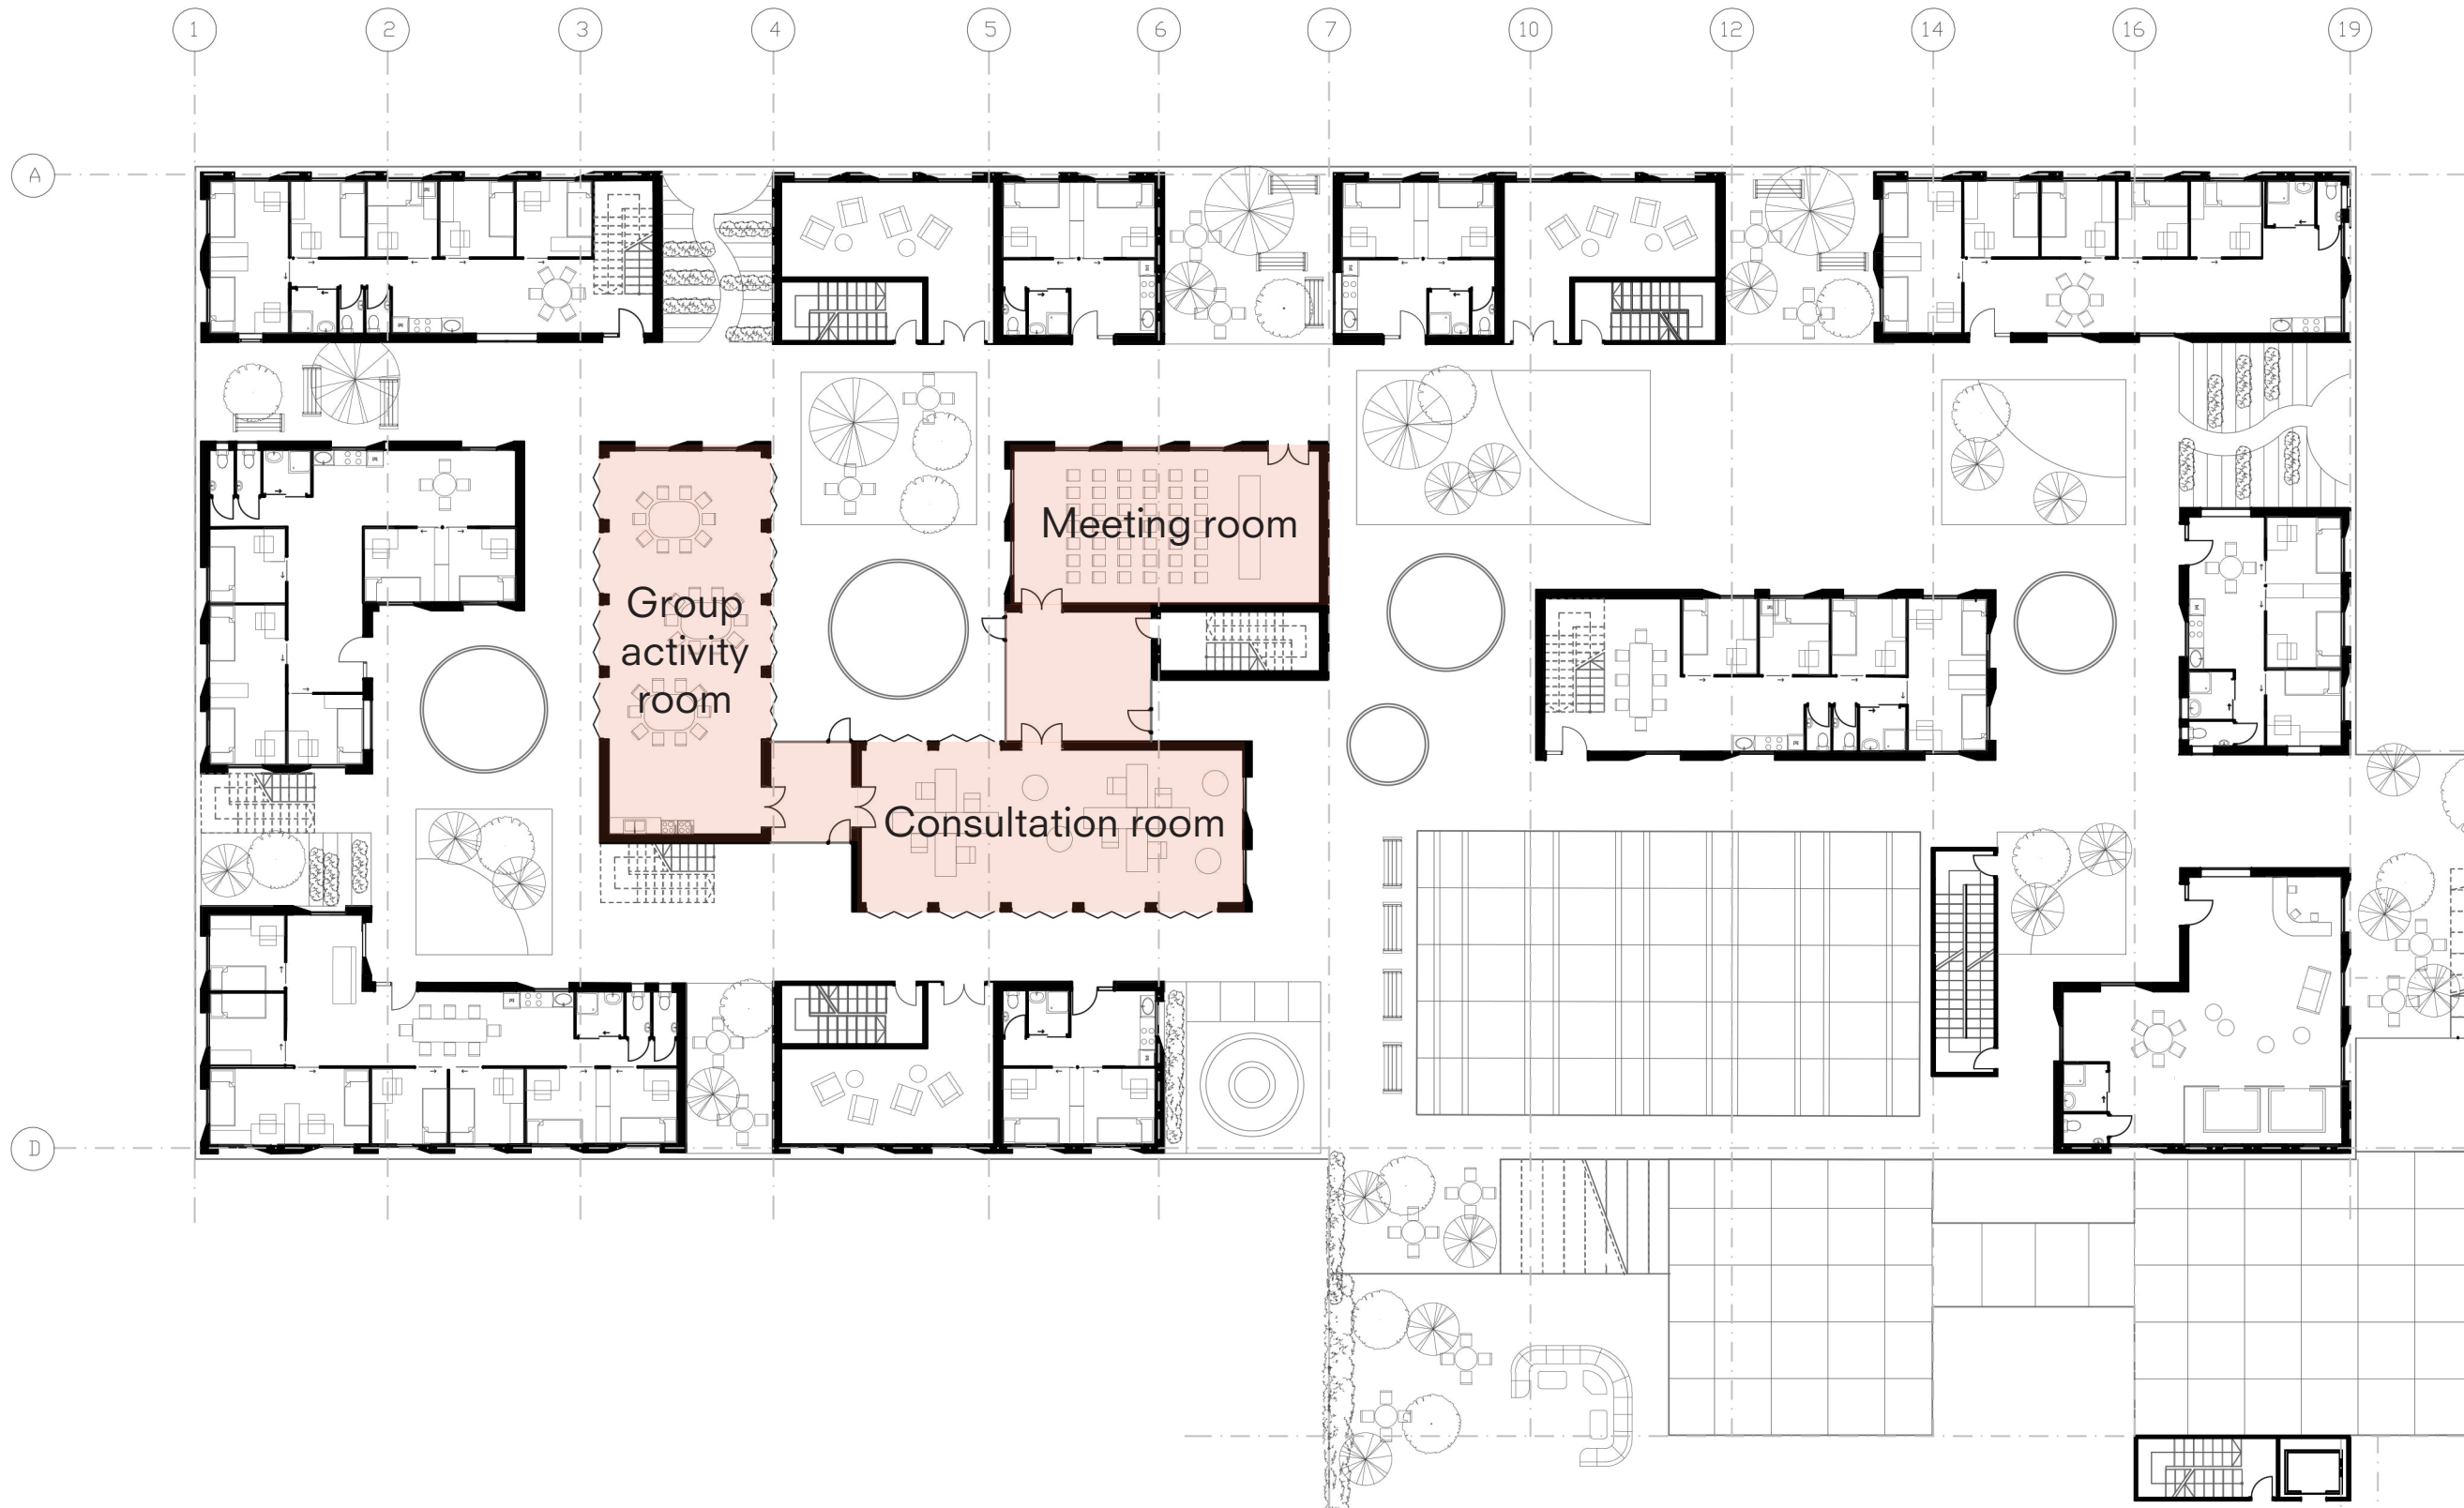 1 2 3 4 5 6 7 10 12 14 16 19
A
Meeting room
Group
activity
room
Consultation room
D